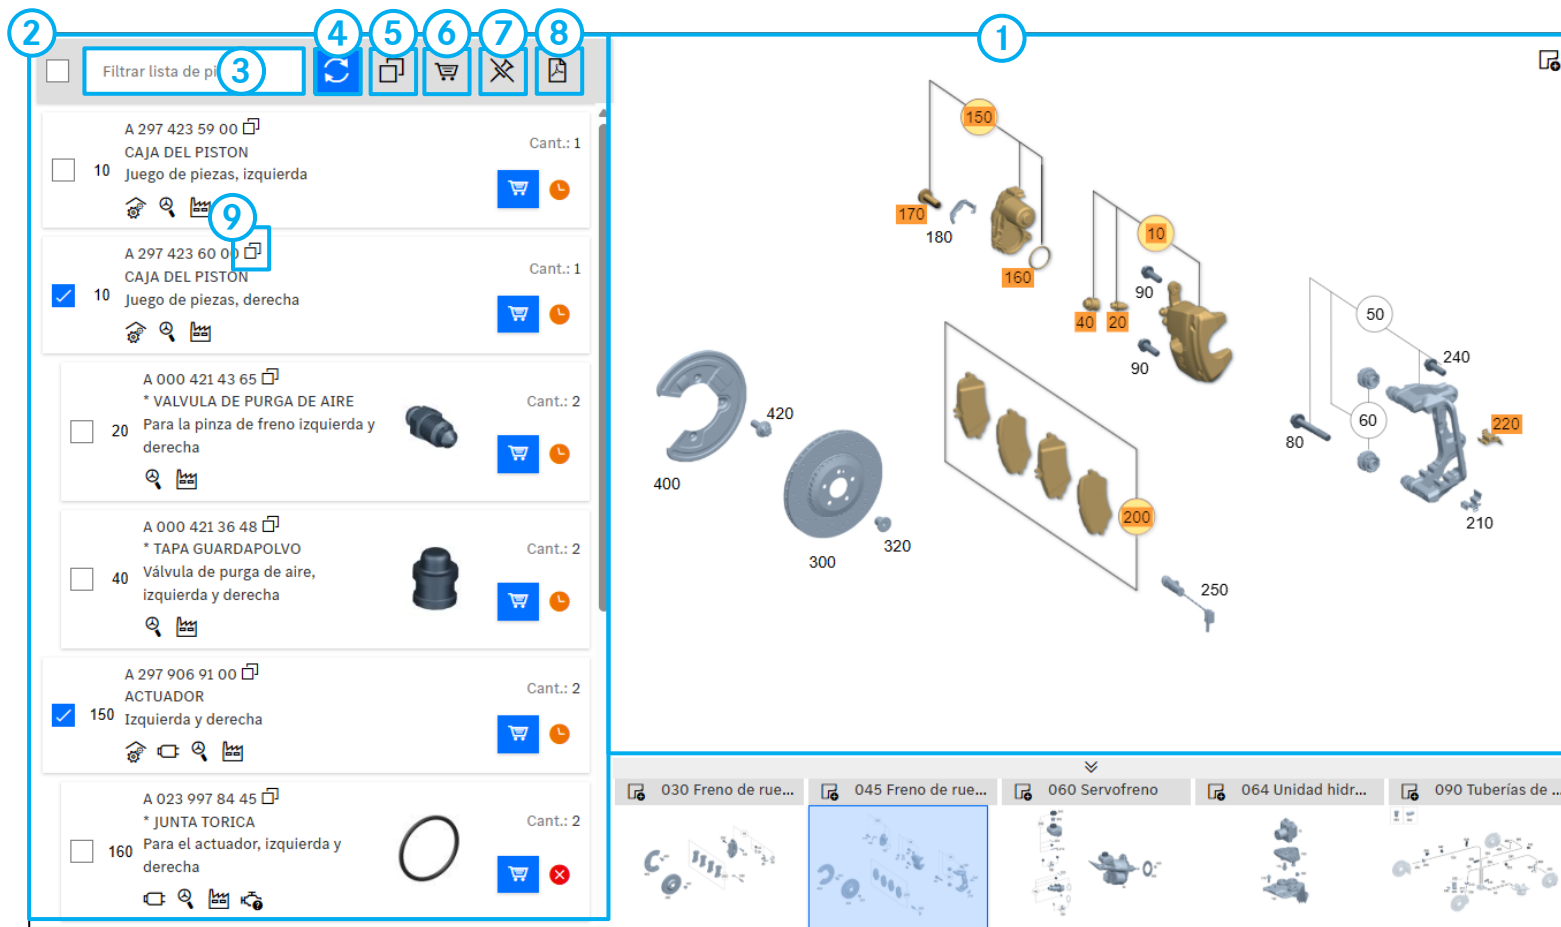 2
3
4
5
6
7
8
1
Filtrar lista de pi
A 297 423 59 00
CAJA DEL PISTON
Juego de piezas, izquierda
10
Cant.: 1
9
A 297 423 60 00
CAJA DEL PISTON
Juego de piezas, derecha
10
Cant.: 1
A 000 421 43 65
* VALVULA DE PURGA DE AIRE
Para la pinza de freno izquierda y
derecha
20
Cant.: 2
A 000 421 36 48
* TAPA GUARDAPOLVO
Válvula de purga de aire,
izquierda y derecha
40
Cant.: 2
A 297 906 91 00
ACTUADOR
Izquierda y derecha
150
Cant.: 2
A 023 997 84 45
* JUNTA TORICA
Para el actuador, izquierda y
derecha
160
Cant.: 2
150
170
180
160
10
90
40
20
90
50
240
60
80
220
210
420
400
300
320
200
250
030 Freno de rue...
045 Freno de rue...
060 Servofreno
064 Unidad hidr...
090 Tuberías de ...